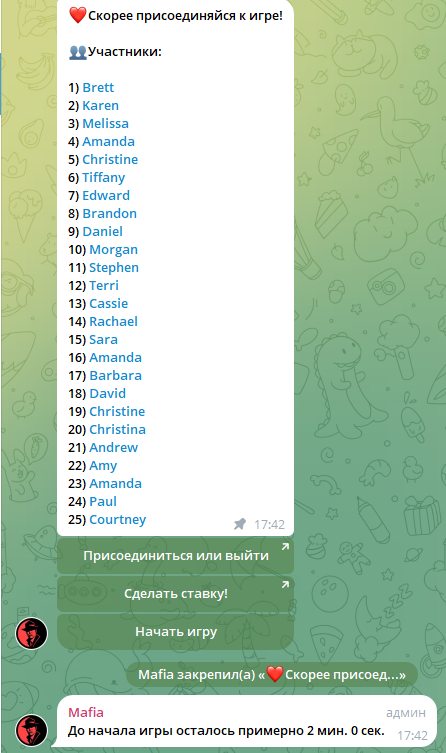 ❤️Скорее присоединяйся к игре!
👥Участники:
1) Brett
2) Karen
3) Melissa
4) Amanda
5) Christine
6) Tiffany
7) Edward
8) Brandon
9) Daniel
10) Morgan
11) Stephen
12) Terri
13) Cassie
14) Rachael
15) Sara
16) Amanda
17) Barbara
18) David
19) Christine
20) Christina
21) Andrew
22) Amy
23) Amanda
24) Paul
25) Courtney
17:42
Присоединиться или выйти
Сделать ставку!
Начать игру
Mafia закрепил(а) «❤️Скорее присоед...»
Mafia админ
До начала игры осталось примерно 2 мин. 0 сек. 17:42